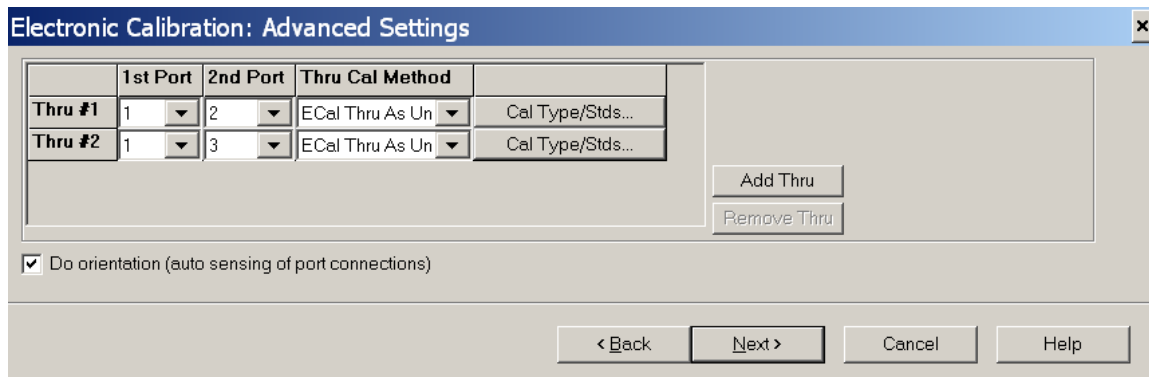 Electronic Calibration: Advanced Settings
1st Port 2nd Port Thru Cal Method
Thru #1 1 2 ECal Thru As Un Cal Type/Stds...
Thru #2 1 3 ECal Thru As Un Cal Type/Stds...
Add Thru
Remove Thru
Do orientation (auto sensing of port connections)
< Back Next > Cancel Help